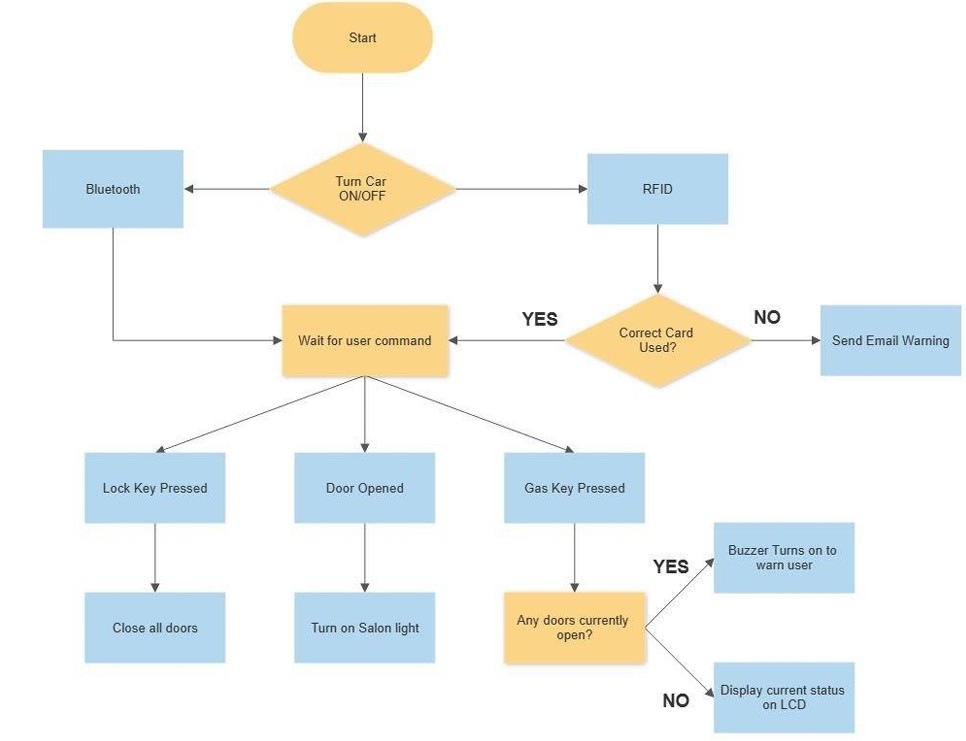 Start
Turn Car
ON/OFF
Bluetooth
RFID
Wait for user command
YES
Correct Card
Used?
NO
Send Email Warning
Lock Key Pressed
Door Opened
Gas Key Pressed
Close all doors
Turn on Salon light
Any doors currently
open?
YES
Buzzer Turns on to
warn user
NO
Display current status
on LCD